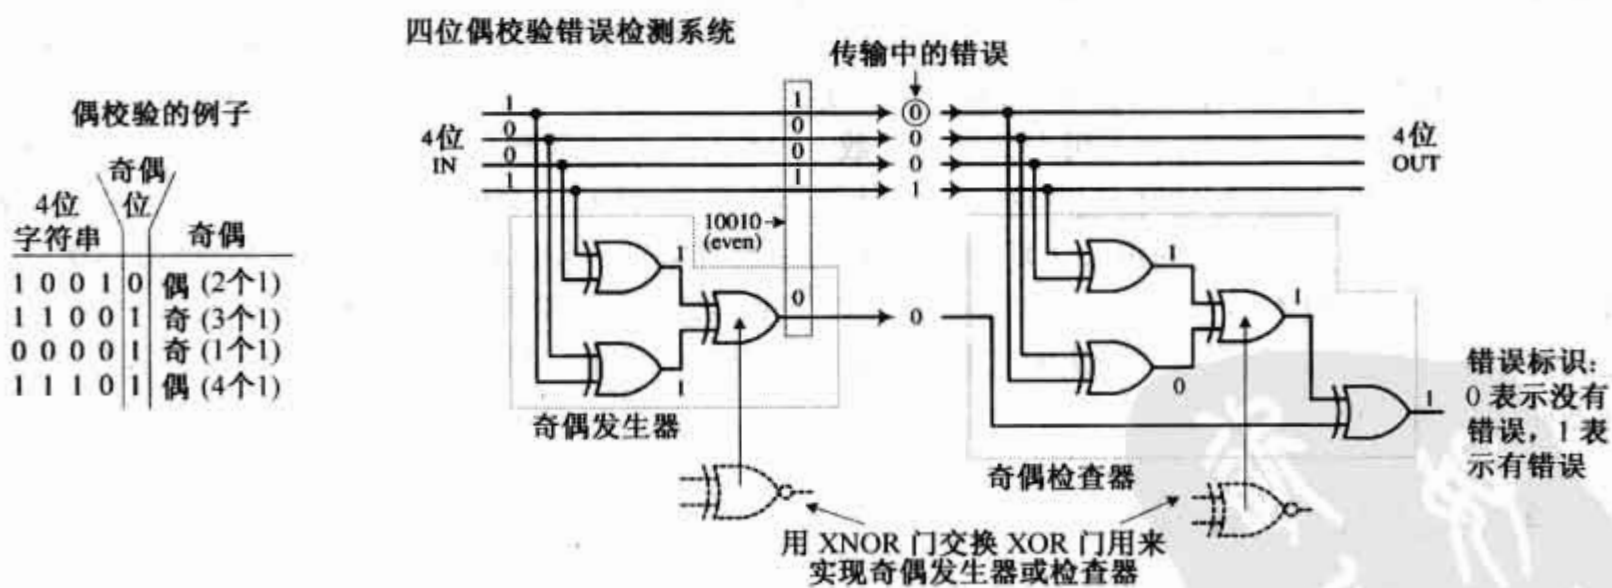 四位偶校验错误检测系统
传输中的错误
偶校验的例子
奇偶
4位 位
字符串 奇偶
1 0 0 1 0 偶 (2个1)
1 1 0 0 1 奇 (3个1)
0 0 0 0 1 奇 (1个1)
1 1 1 0 1 偶 (4个1)
4位
IN
1
0
0
1
1
0
0
1
0
0
0
1
4位
OUT
10010
(even)
1
1
0
0
奇偶发生器
1
0
1
1
奇偶检查器
错误标识：
0 表示没有
错误，1 表
示有错误
用 XNOR 门交换 XOR 门用来
实现奇偶发生器或检查器